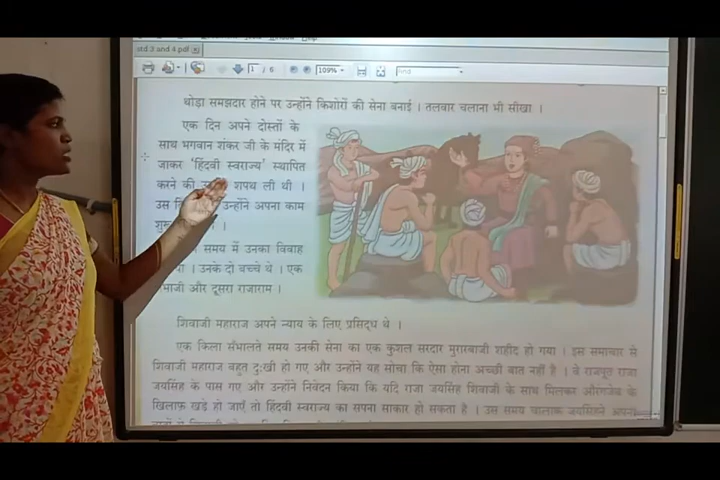 std 3 and 4.pdf
1 / 6
109%
Find
थोड़ा समझदार होने पर उन्होंने किशोरों की सेना बनाई । तलवार चलाना भी सीखा ।
एक दिन अपने दोस्तों के
साथ भगवान शंकर जी के मंदिर में
जाकर ‘हिंदवी स्वराज्य’ स्थापित
करने की शपथ ली थी ।
उस उन्होंने अपना काम
समय में उनका विवाह
। उनके दो बच्चे थे । एक
और दूसरा राजाराम ।
शिवाजी महाराज अपने न्याय के लिए प्रसिद्ध थे ।
एक किला सँभालते समय उनकी सेना का एक कुशल सरदार मुरारबाजी शहीद हो गया । इस समाचार से
शिवाजी महाराज बहुत दुःखी हो गए और उन्होंने यह सोचा कि ऐसा होना अच्छी बात नहीं है । वे राजपूत राजा
जयसिंह के पास गए और उन्होंने निवेदन किया कि यदि राजा जयसिंह शिवाजी के साथ मिलकर औरंगजेब के
खिलाफ़ खड़े हो जाएँ तो हिंदवी स्वराज्य का सपना साकार हो सकता है । उस समय जयसिंहने